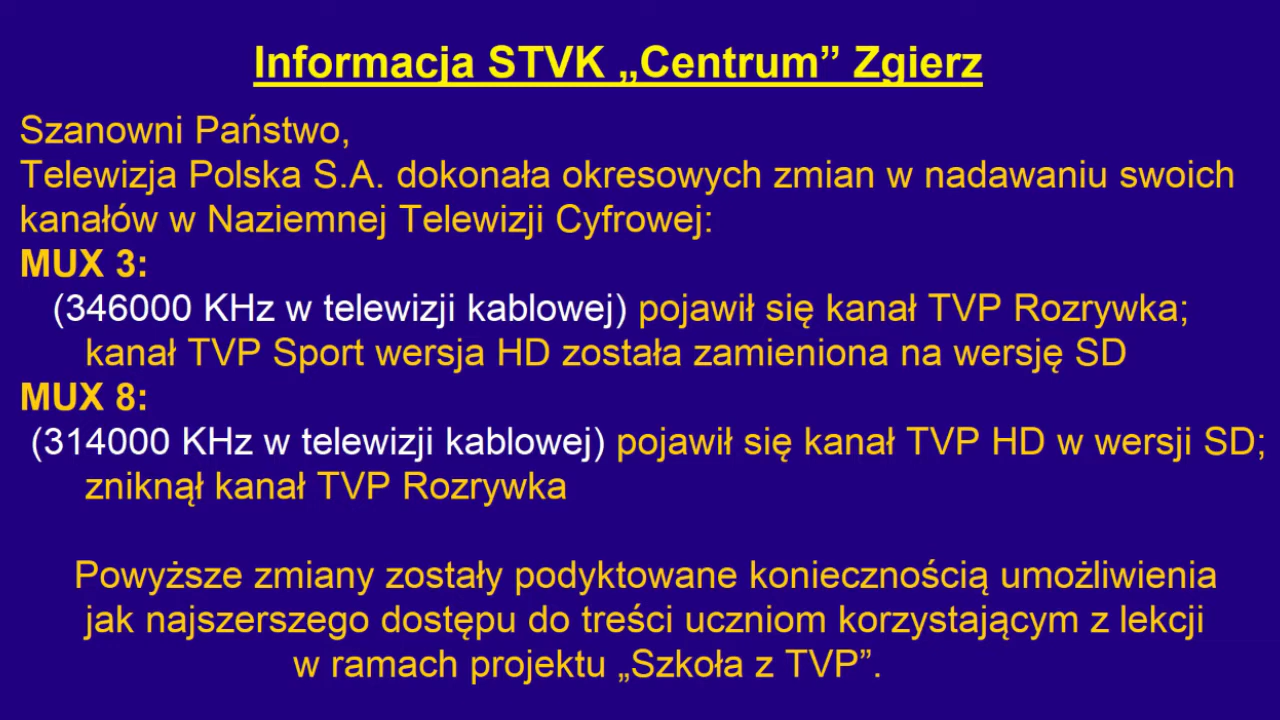 Informacja STVK „Centrum” Zgierz
Szanowni Państwo,
Telewizja Polska S.A. dokonała okresowych zmian w nadawaniu swoich
kanałów w Naziemnej Telewizji Cyfrowej:
MUX 3:
(346000 KHz w telewizji kablowej) pojawił się kanał TVP Rozrywka;
kanał TVP Sport wersja HD została zamieniona na wersję SD
MUX 8:
(314000 KHz w telewizji kablowej) pojawił się kanał TVP HD w wersji SD;
zniknął kanał TVP Rozrywka
Powyższe zmiany zostały podyktowane koniecznością umożliwienia
jak najszerszego dostępu do treści uczniom korzystającym z lekcji
w ramach projektu „Szkoła z TVP”.